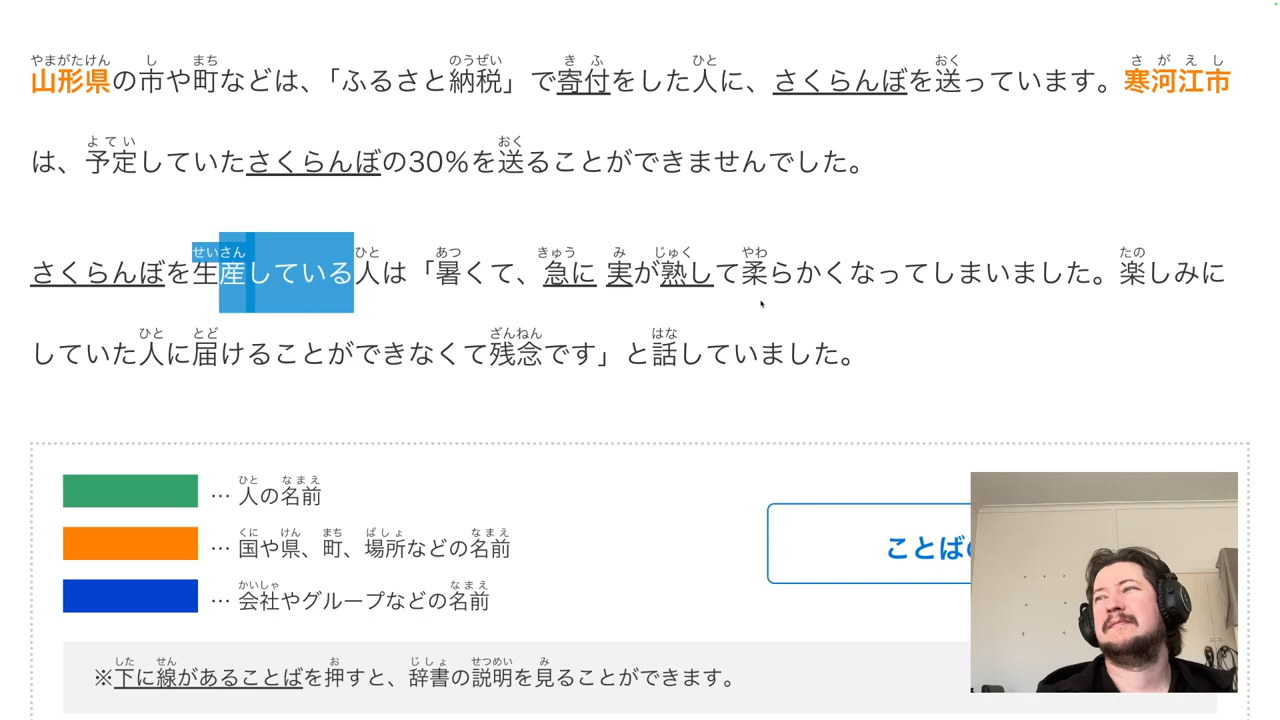 山形県の市や町などは、「ふるさと納税」で寄付をした人に、さくらんぼを送っています。寒河江市
は、予定していたさくらんぼの30%を送ることができませんでした。
さくらんぼを生産している人は「暑くて、急に 実が熟して柔らかくなってしまいました。楽しみに
していた人に届けることができなくて残念です」と話していました。
… 人の名前
… 国や県、町、場所などの名前
… 会社やグループなどの名前
ことば
※下に線があることばを押すと、辞書の説明を見ることができます。